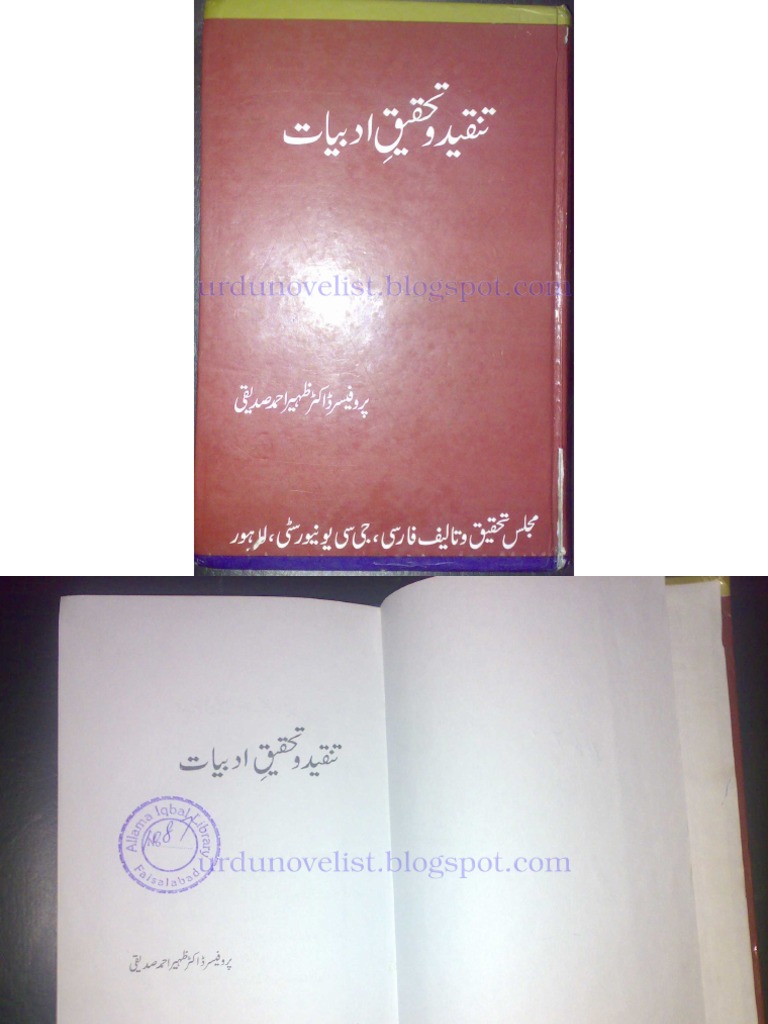 تنقید و تحقیقِ ادبیات
urdunovelist.blogspot.com
پروفیسر ڈاکٹر ظہیر احمد صدیقی
مجلس تحقیق و تالیف فارسی، جی سی یونیورسٹی، لاہور
تنقید و تحقیقِ ادبیات
Allama Iqbal Library
Faisalabad
urdunovelist.blogspot.com
پروفیسر ڈاکٹر ظہیر احمد صدیقی